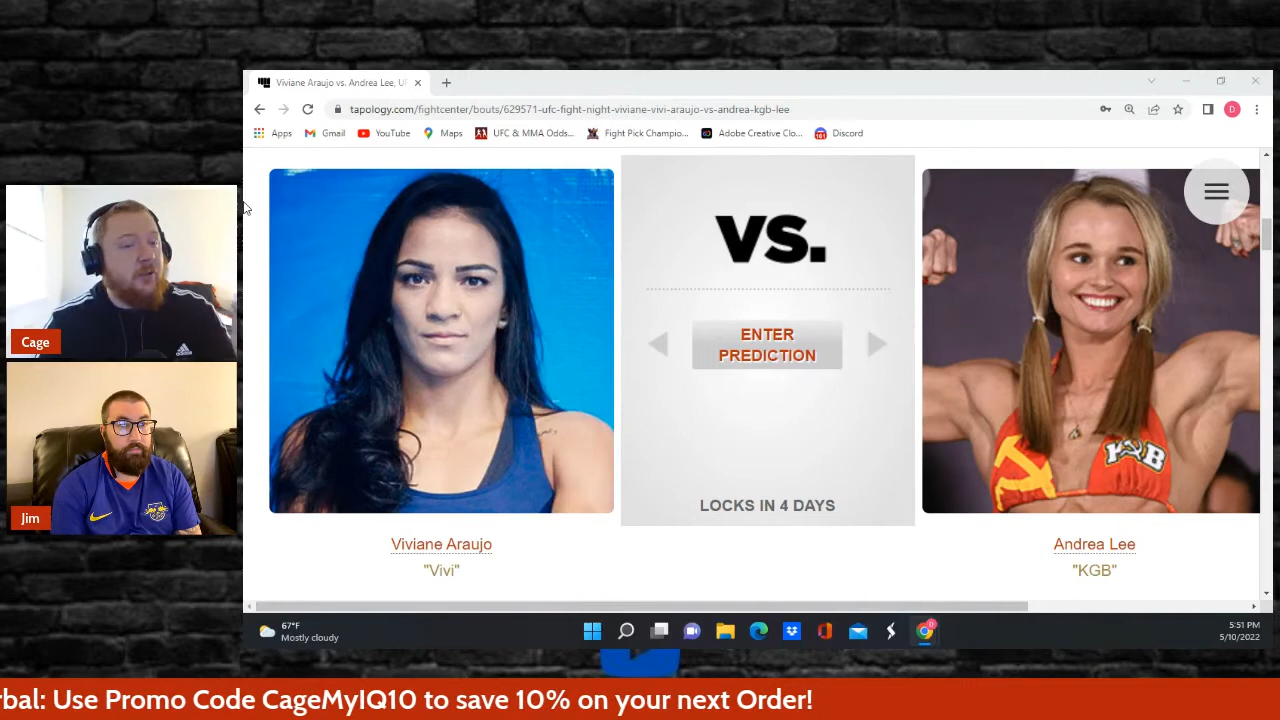 Viviane Araujo vs. Andrea Lee, UF
tapology.com/fightcenter/bouts/629571-ufc-fight-night-viviane-vivi-araujo-vs-andrea-kgb-lee
D
Apps
Gmail
YouTube
Maps
UFC & MMA Odds...
Fight Pick Champio...
Adobe Creative Clo...
Discord
VS.
ENTER
PREDICTION
LOCKS IN 4 DAYS
KGB
Viviane Araujo
"Vivi"
Andrea Lee
"KGB"
Cage
Jim
67°F
Mostly cloudy
5:51 PM
5/10/2022
rbal: Use Promo Code CageMyIQ10 to save 10% on your next Order!